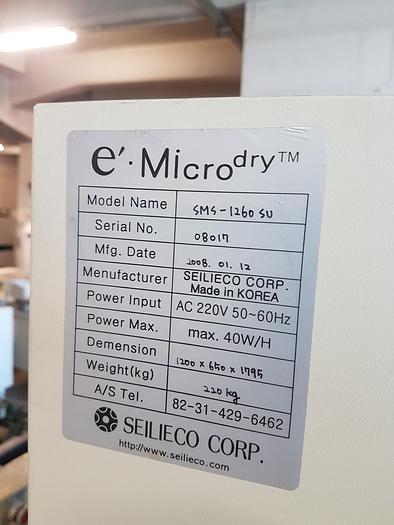 e'·Microdry™
Model Name SMS-1260 SU
Serial No. 08017
Mfg. Date 2008. 01. 12
Manufacturer SEILIECO CORP.
Made in KOREA
Power Input AC 220V 50~60Hz
Power Max. max. 40W/H
Demension 1200 x 650 x 1795
Weight(kg) 220 kg
A/S Tel. 82-31-429-6462
SEILIECO CORP.
http://www.seilieco.com